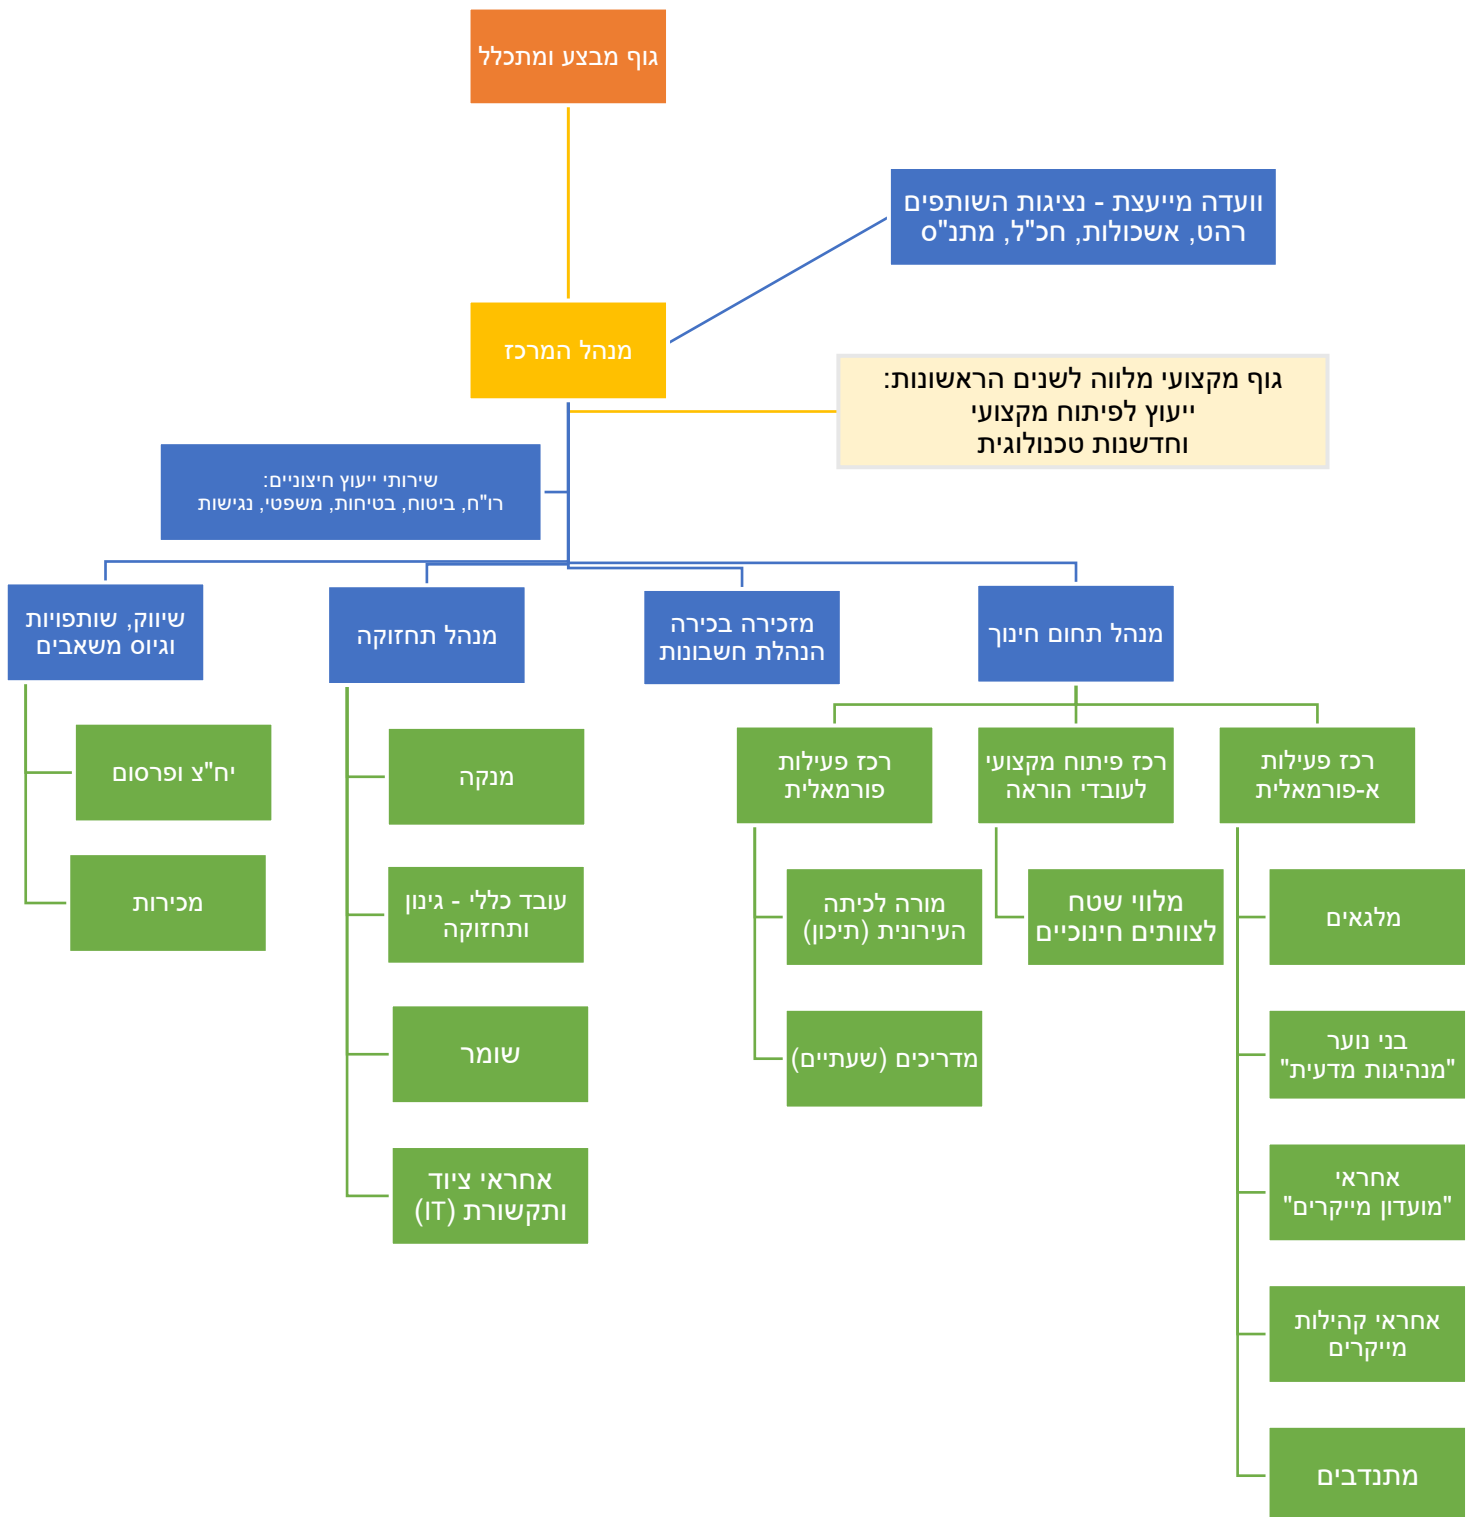 גוף מבצע ומתכלל
וועדה מייעצת - נציגות השותפים
רהט, אשכולות, חכ"ל, מתנ"ס
מנהל המרכז
גוף מקצועי מלווה לשנים הראשונות:
ייעוץ לפיתוח מקצועי
וחדשנות טכנולוגית
שירותי ייעוץ חיצוניים:
רו"ח, ביטוח, בטיחות, משפטי, נגישות
מנהל תחום חינוך
מזכירה בכירה
הנהלת חשבונות
מנהל תחזוקה
שיווק, שותפויות
וגיוס משאבים
רכז פעילות
א-פורמאלית
מלגאים
בני נוער
"מנהיגות מדעית"
אחראי
"מועדון מייקרים"
אחראי קהילות
מייקרים
מתנדבים
רכז פיתוח מקצועי
לעובדי הוראה
מלווי שטח
לצוותים חינוכיים
רכז פעילות
פורמאלית
מורה לכיתה
העירונית (תיכון)
מדריכים (שעתיים)
מנקה
עובד כללי - גינון
ותחזוקה
שומר
אחראי ציוד
ותקשורת (IT)
יח"צ ופרסום
מכירות